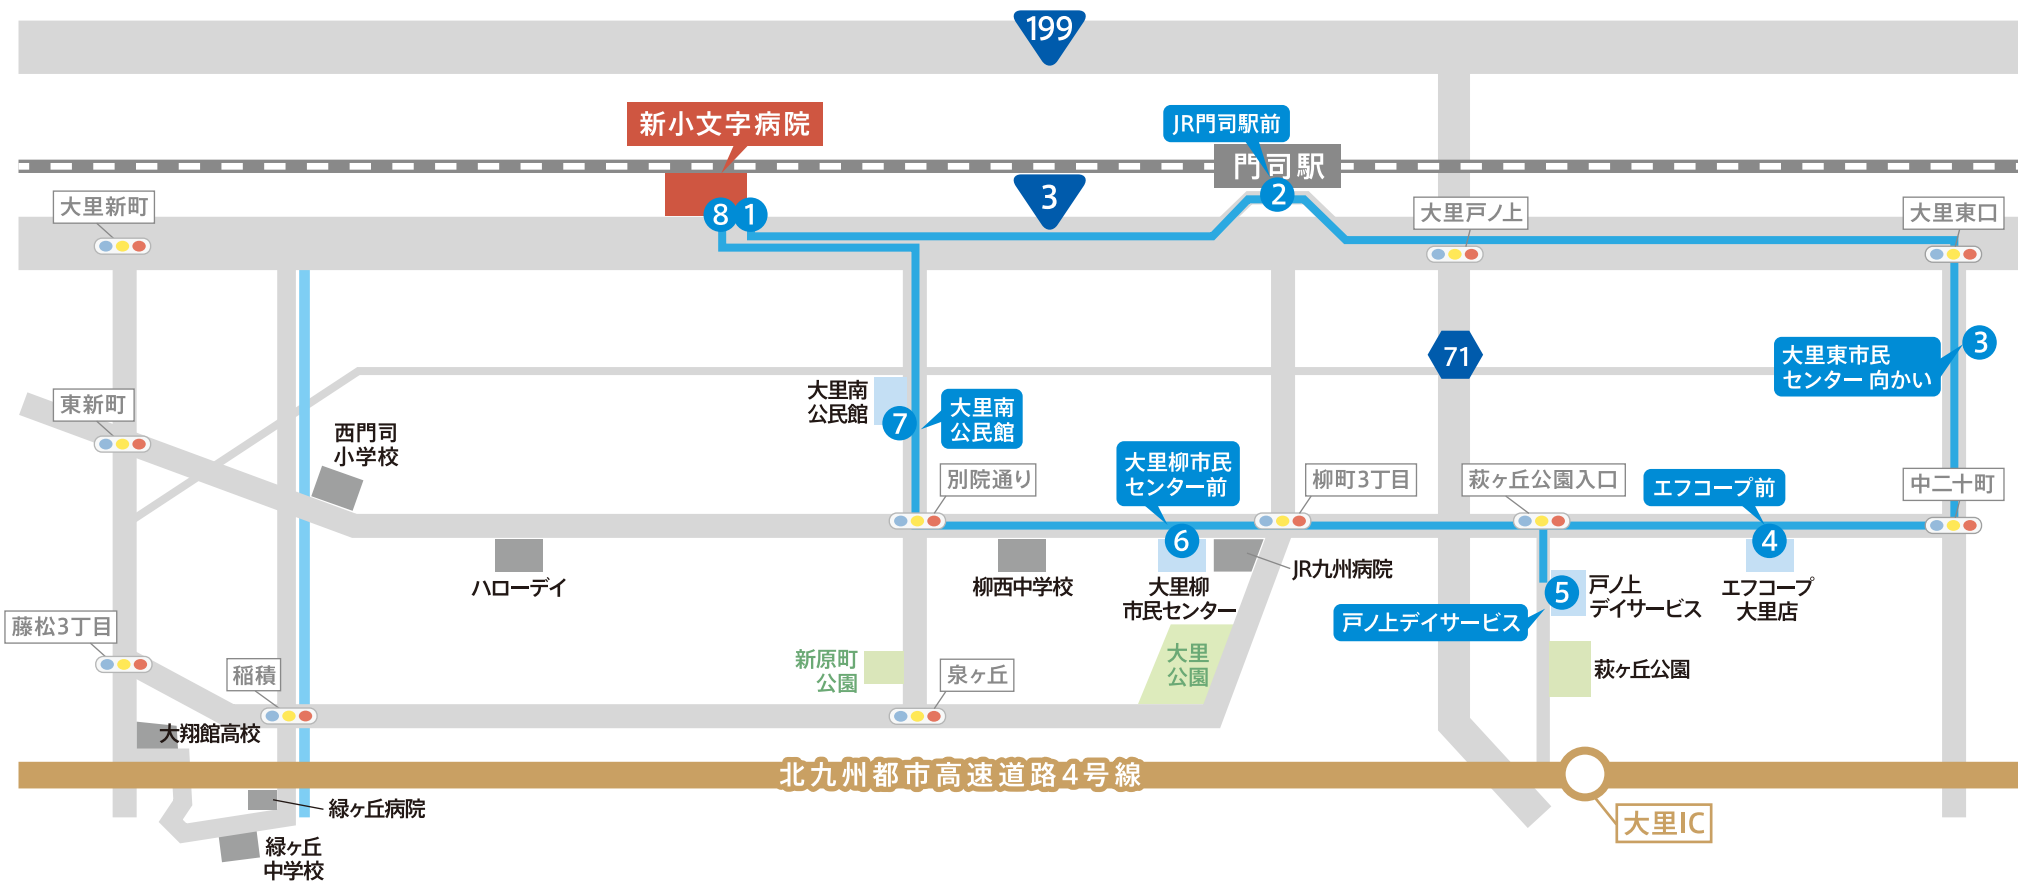 199
新小文字病院
JR門司駅前
門司駅
2
3
8
1
大里新町
大里戸ノ上
大里東口
71
3
大里東市民
センター 向かい
大里南
公民館
7
大里南
公民館
東新町
西門司
小学校
別院通り
大里柳市民
センター前
柳町3丁目
萩ヶ丘公園入口
エフコープ前
中二十町
6
4
ハローデイ
柳西中学校
大里柳
市民センター
JR九州病院
5
戸ノ上
デイサービス
エフコープ
大里店
戸ノ上デイサービス
藤松3丁目
稲積
新原町
公園
泉ヶ丘
大里
公園
萩ヶ丘公園
大翔館高校
北九州都市高速道路4号線
緑ヶ丘病院
大里IC
緑ヶ丘
中学校